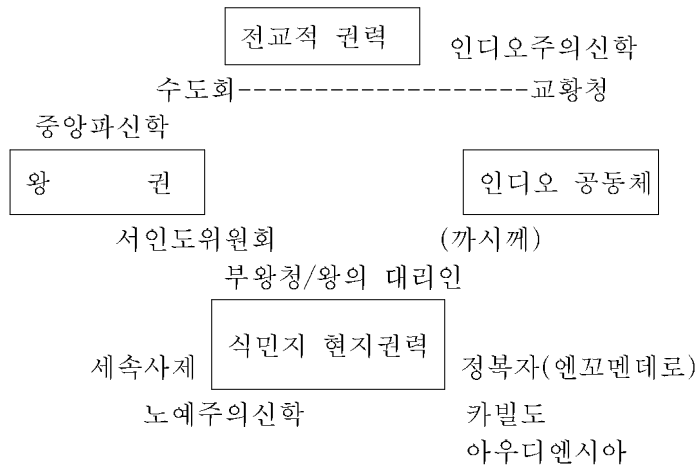 전교적 권력
인디오주의신학
수도회-------------------교황청
중앙파신학
왕 권
인디오 공동체
서인도위원회 (까시께)
부왕청/왕의 대리인
식민지 현지권력
세속사제 정복자(엔꼬멘데로)
노예주의신학 카빌도
아우디엔시아